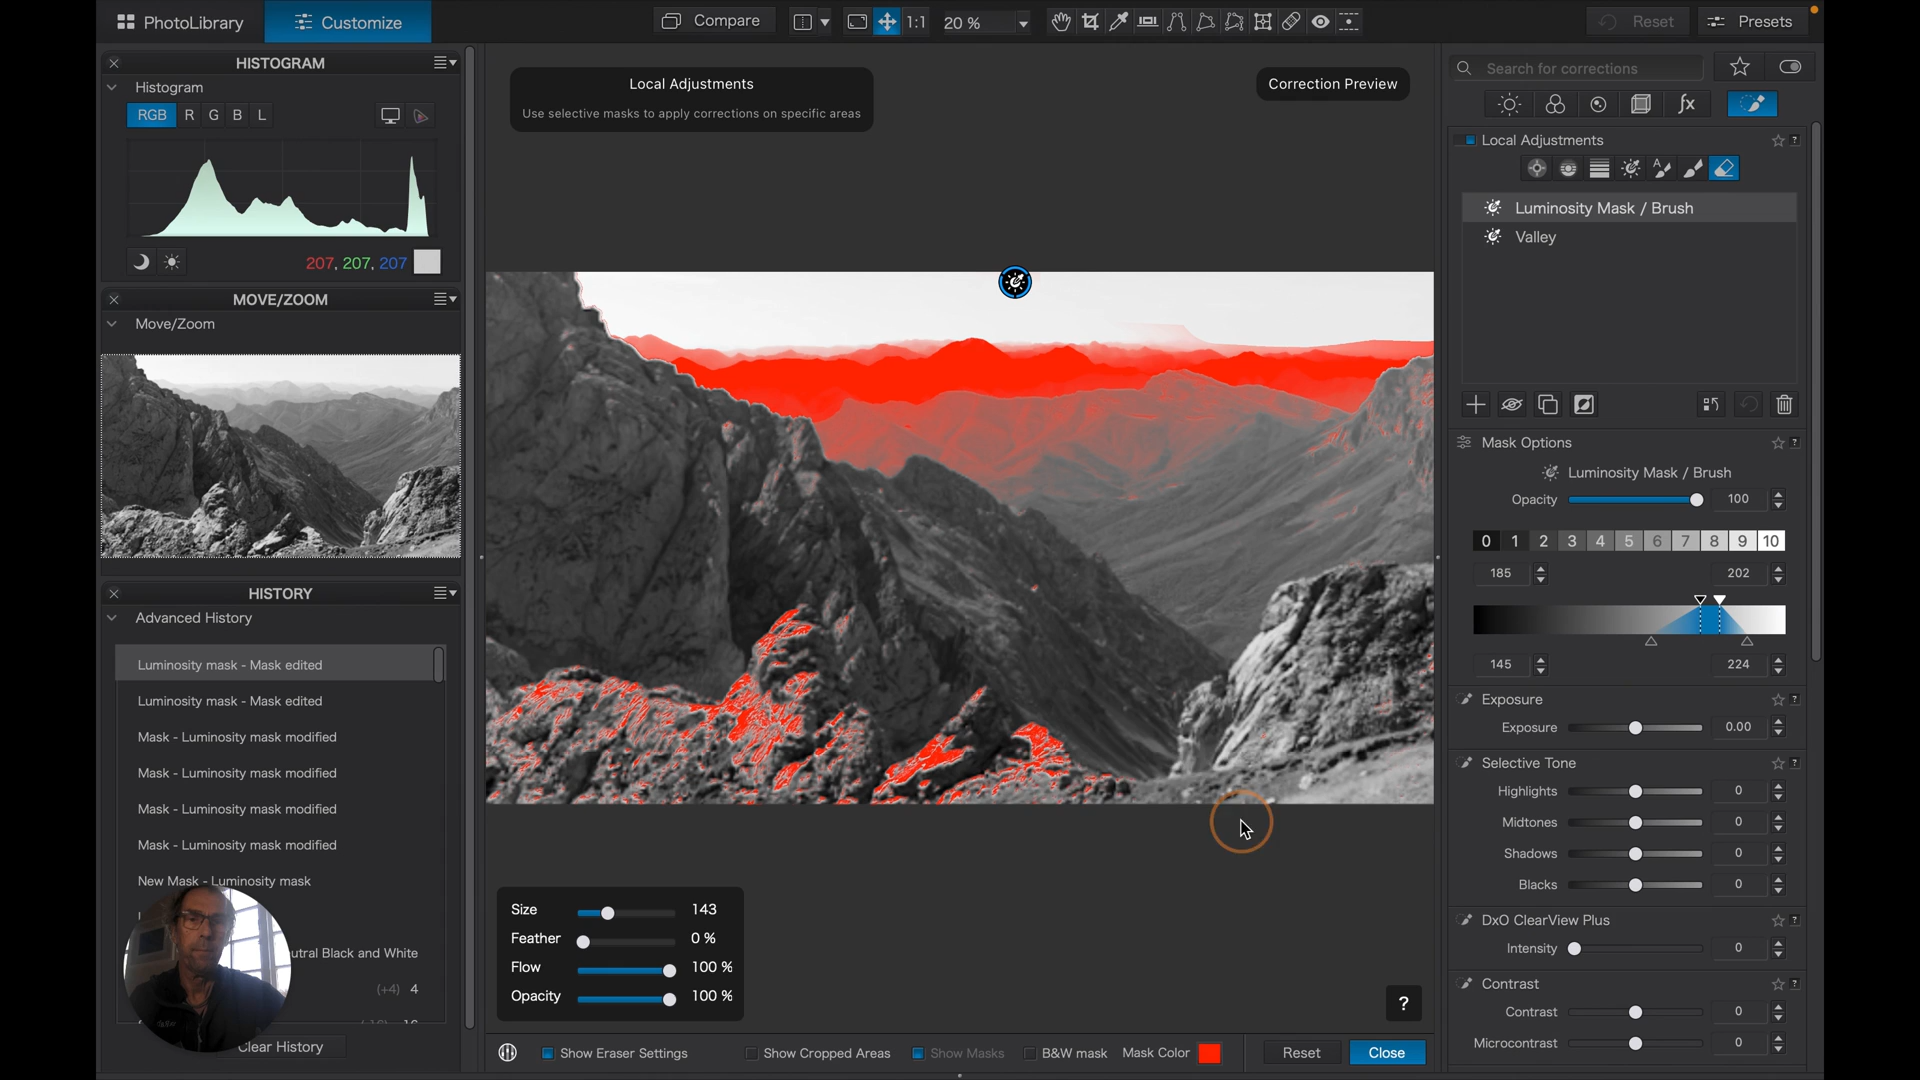 PhotoLibrary
Customize
Compare
1:1
20 %
Reset
Presets
HISTOGRAM
Histogram
RGB R G B L
207, 207, 207
MOVE/ZOOM
Move/Zoom
HISTORY
Advanced History
Luminosity mask - Mask edited
Luminosity mask - Mask edited
Mask - Luminosity mask modified
Mask - Luminosity mask modified
Mask - Luminosity mask modified
Mask - Luminosity mask modified
New Mask - Luminosity mask
utral Black and White
(+4) 4
Clear History
Local Adjustments
Use selective masks to apply corrections on specific areas
Correction Preview
Size 143
Feather 0 %
Flow 100 %
Opacity 100 %
?
Show Eraser Settings
Show Cropped Areas
Show Masks
B&W mask
Mask Color
Reset
Close
Search for corrections
fx
Local Adjustments ?
Luminosity Mask / Brush
Valley
Mask Options ?
Luminosity Mask / Brush
Opacity 100
0 1 2 3 4 5 6 7 8 9 10
185 202
145 224
Exposure ?
Exposure 0.00
Selective Tone ?
Highlights 0
Midtones 0
Shadows 0
Blacks 0
DxO ClearView Plus ?
Intensity 0
Contrast ?
Contrast 0
Microcontrast 0